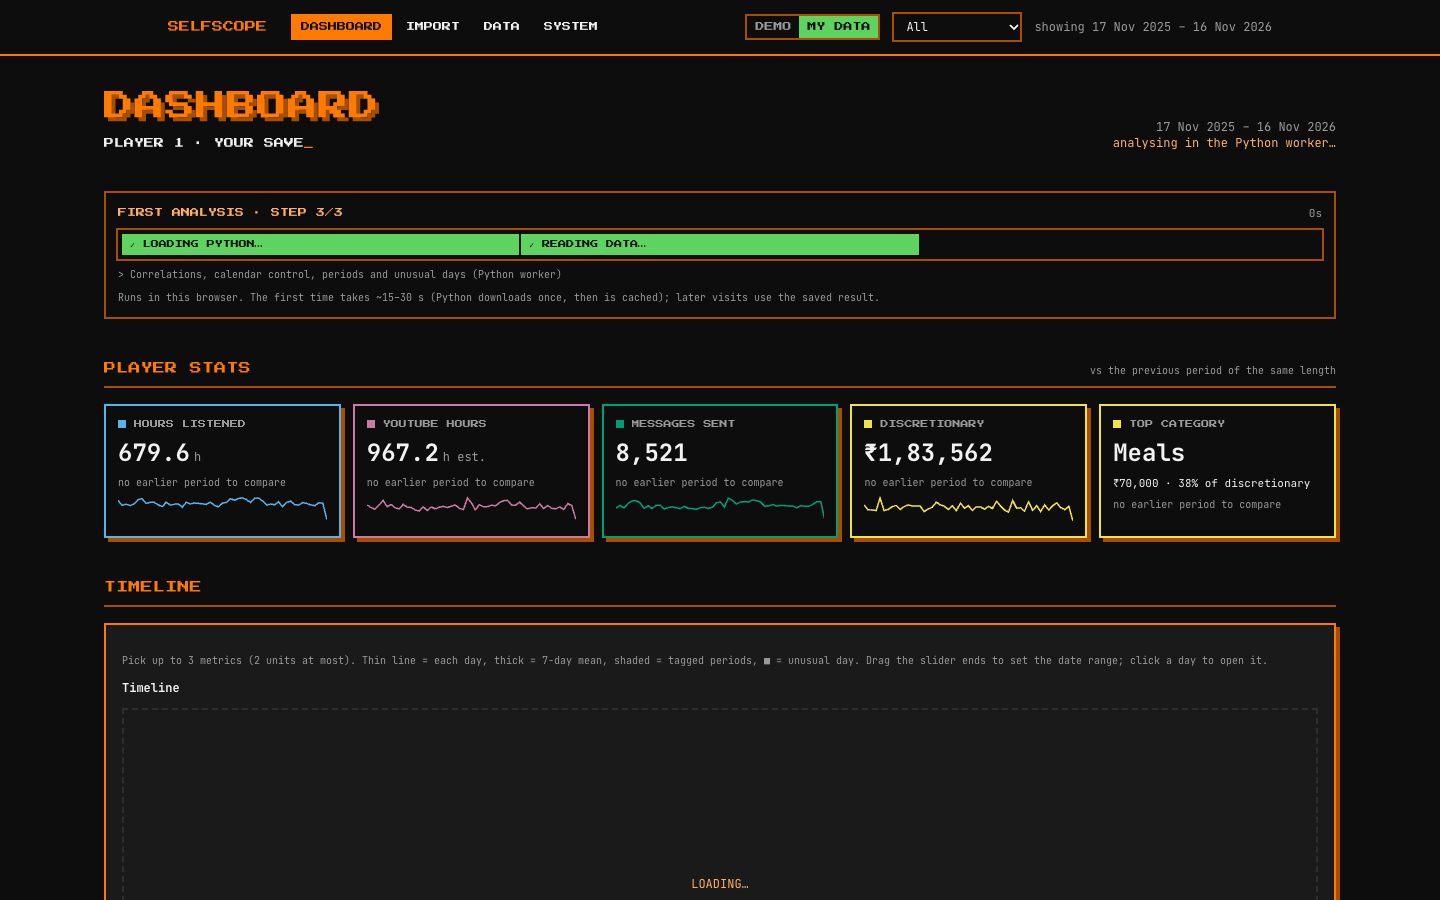 SELFSCOPE DASHBOARD IMPORT DATA SYSTEM DEMO MY DATA All showing 17 Nov 2025 – 16 Nov 2026
DASHBOARD
PLAYER 1 · YOUR SAVE_
17 Nov 2025 – 16 Nov 2026
analysing in the Python worker…
FIRST ANALYSIS · STEP 3/3 0s
✓ LOADING PYTHON… ✓ READING DATA…
> Correlations, calendar control, periods and unusual days (Python worker)
Runs in this browser. The first time takes ~15–30 s (Python downloads once, then is cached); later visits use the saved result.
PLAYER STATS vs the previous period of the same length
HOURS LISTENED
679.6 h
no earlier period to compare
YOUTUBE HOURS
967.2 h est.
no earlier period to compare
MESSAGES SENT
8,521
no earlier period to compare
DISCRETIONARY
₹1,83,562
no earlier period to compare
TOP CATEGORY
Meals
₹70,000 · 38% of discretionary
no earlier period to compare
TIMELINE
Pick up to 3 metrics (2 units at most). Thin line = each day, thick = 7-day mean, shaded = tagged periods, ■ = unusual day. Drag the slider ends to set the date range; click a day to open it.
Timeline
LOADING…